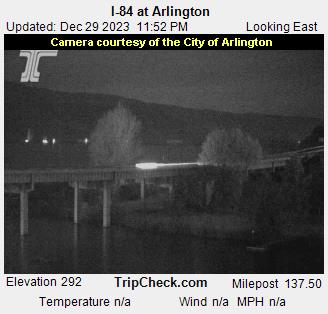 I-84 at Arlington
Updated: Dec 29 2023 11:52 PM Looking East
Camera courtesy of the City of Arlington
Elevation 292 TripCheck.com Milepost 137.50
Temperature n/a Wind n/a MPH n/a